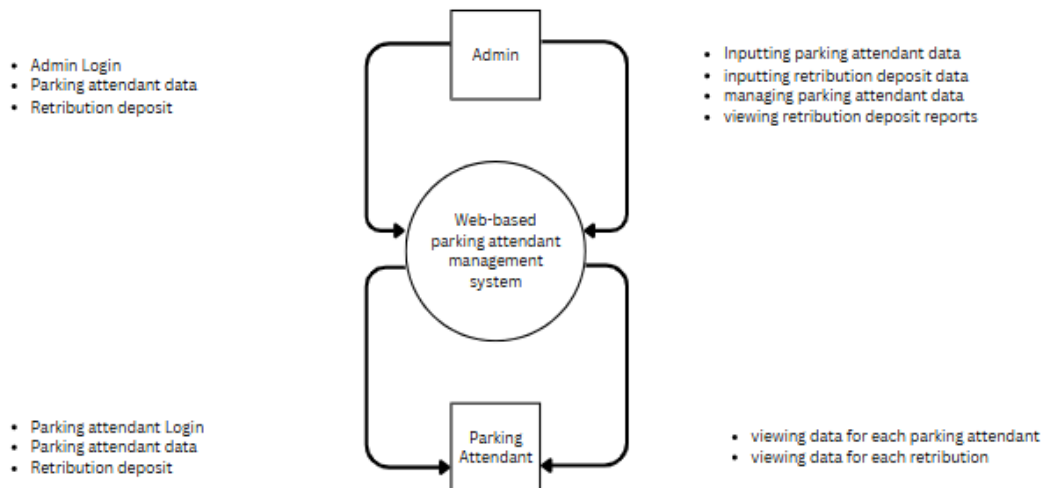 Admin
• Admin Login
• Parking attendant data
• Retribution deposit
• Inputting parking attendant data
• inputting retribution deposit data
• managing parking attendant data
• viewing retribution deposit reports
Web-based
parking attendant
management
system
• Parking attendant Login
• Parking attendant data
• Retribution deposit
Parking
Attendant
• viewing data for each parking attendant
• viewing data for each retribution